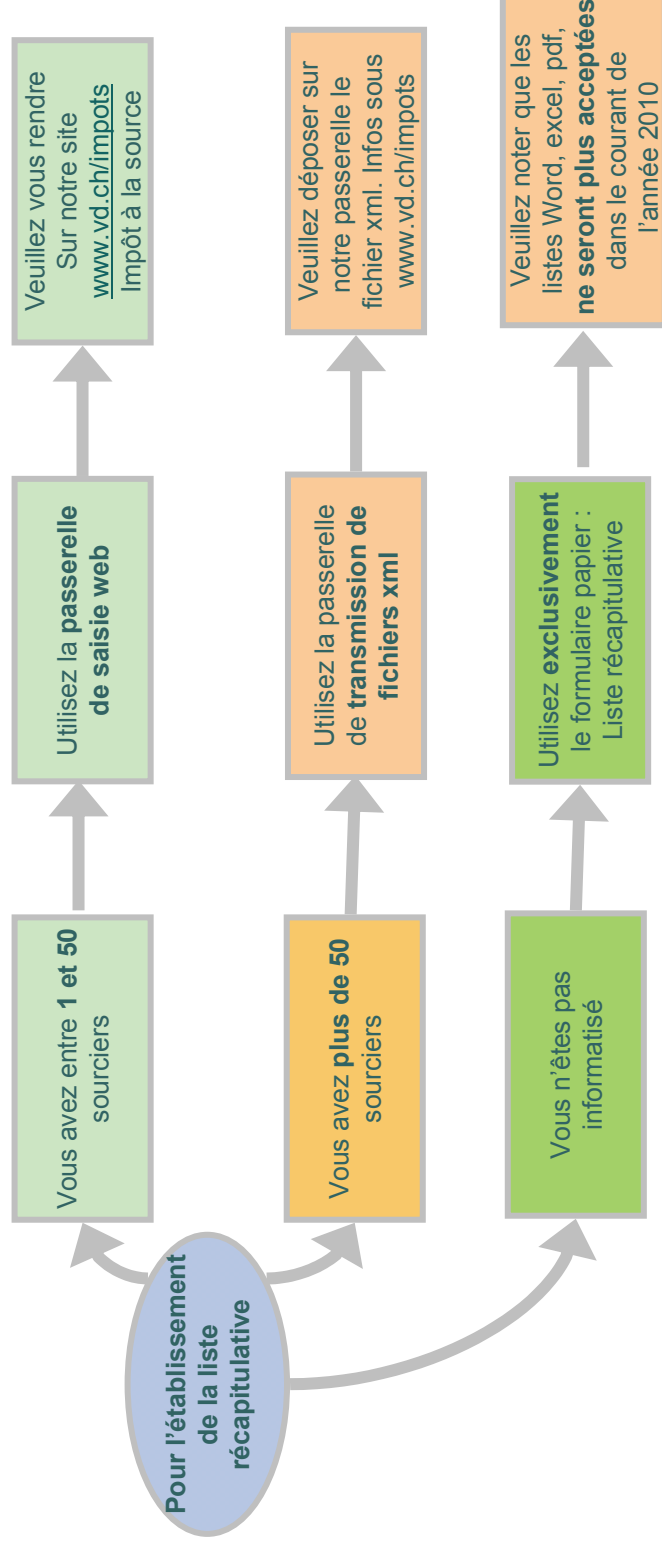 Pour l'établissement
de la liste
récapitulative
Vous avez entre 1 et 50
sourciers
Utilisez la passerelle
de saisie web
Veuillez vous rendre
Sur notre site
www.vd.ch/impots
Impôt à la source
Vous avez plus de 50
sourciers
Utilisez la passerelle
de transmission de
fichiers xml
Veuillez déposer sur
notre passerelle le
fichier xml. Infos sous
www.vd.ch/impots
Vous n'êtes pas
informatisé
Utilisez exclusivement
le formulaire papier :
Liste récapitulative
Veuillez noter que les
listes Word, excel, pdf,
ne seront plus acceptées
dans le courant de
l'année 2010